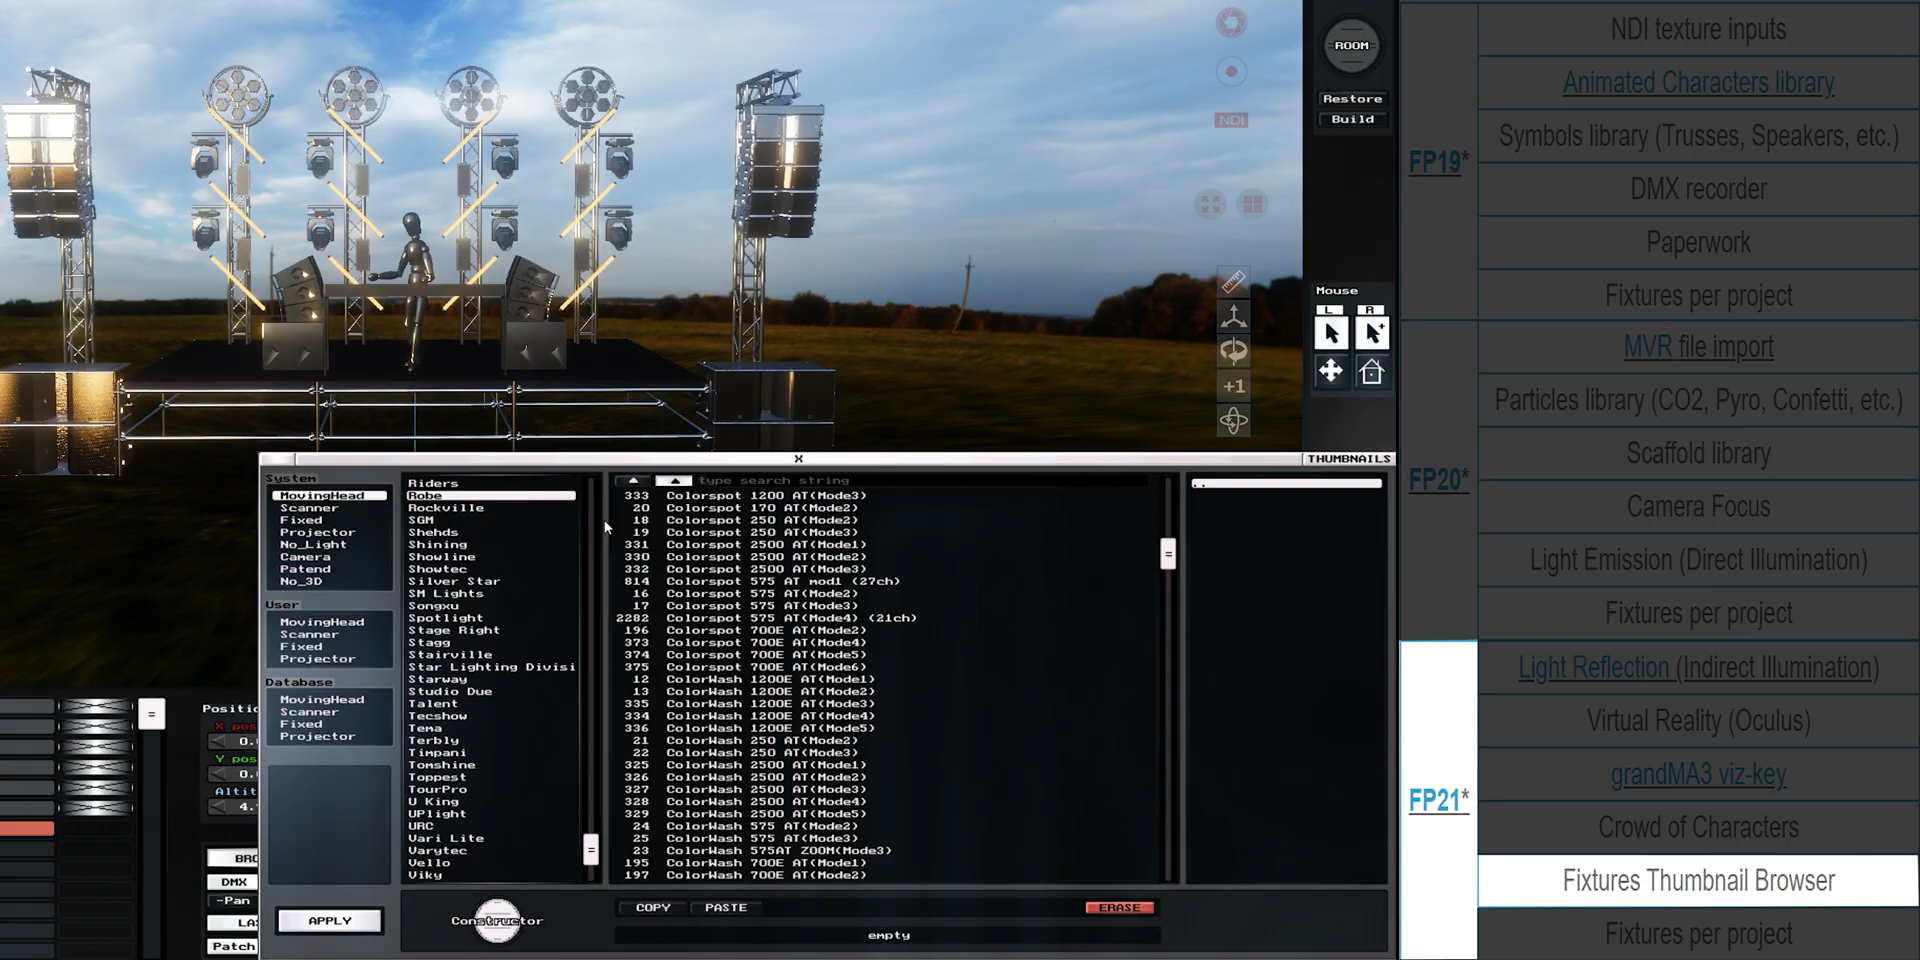 NDI
ROOM
Restore
Build
Mouse
L R
+1
X
THUMBNAILS
System
MovingHead
Scanner
Fixed
Projector
No_Light
Camera
Patend
No_3D
User
MovingHead
Scanner
Fixed
Projector
Database
MovingHead
Scanner
Fixed
Projector
APPLY
Riders
Robe
Rockville
SGM
Shehds
Shining
Showline
Showtec
Silver Star
SM Lights
Songxu
Spotlight
Stage Right
Stagg
Stairville
Star Lighting Divisi
Starway
Studio Due
Talent
Tecshow
Tema
Terbly
Timpani
Tomshine
Toppest
TourPro
U King
UPlight
URC
Vari Lite
Varytec
Vello
Viky
Constructor
type search string
333 Colorspot 1200 AT(Mode3)
20 Colorspot 170 AT(Mode2)
18 Colorspot 250 AT(Mode2)
19 Colorspot 250 AT(Mode3)
331 Colorspot 2500 AT(Mode1)
330 Colorspot 2500 AT(Mode2)
332 Colorspot 2500 AT(Mode3)
814 Colorspot 575 AT mod1 (27ch)
16 Colorspot 575 AT(Mode2)
17 Colorspot 575 AT(Mode3)
2282 Colorspot 575 AT(Mode4) (21ch)
196 Colorspot 700E AT(Mode2)
373 Colorspot 700E AT(Mode4)
374 Colorspot 700E AT(Mode5)
375 Colorspot 700E AT(Mode6)
12 ColorWash 1200E AT(Mode1)
13 ColorWash 1200E AT(Mode2)
335 ColorWash 1200E AT(Mode3)
334 ColorWash 1200E AT(Mode4)
336 ColorWash 1200E AT(Mode5)
21 ColorWash 250 AT(Mode2)
22 ColorWash 250 AT(Mode3)
325 ColorWash 2500 AT(Mode1)
326 ColorWash 2500 AT(Mode2)
327 ColorWash 2500 AT(Mode3)
328 ColorWash 2500 AT(Mode4)
329 ColorWash 2500 AT(Mode5)
24 ColorWash 575 AT(Mode2)
25 ColorWash 575 AT(Mode3)
23 ColorWash 575AT ZOOM(Mode3)
195 ColorWash 700E AT(Mode1)
197 ColorWash 700E AT(Mode2)
COPY PASTE ERASE
empty
..
Positio
X pos
0.
Y pos
0.
Altit
4.
BRO
DMX
-Pan
LAS
Patch
FP19*
NDI texture inputs
Animated Characters library
Symbols library (Trusses, Speakers, etc.)
DMX recorder
Paperwork
Fixtures per project
FP20*
MVR file import
Particles library (CO2, Pyro, Confetti, etc.)
Scaffold library
Camera Focus
Light Emission (Direct Illumination)
Fixtures per project
FP21*
Light Reflection (Indirect Illumination)
Virtual Reality (Oculus)
grandMA3 viz-key
Crowd of Characters
Fixtures Thumbnail Browser
Fixtures per project